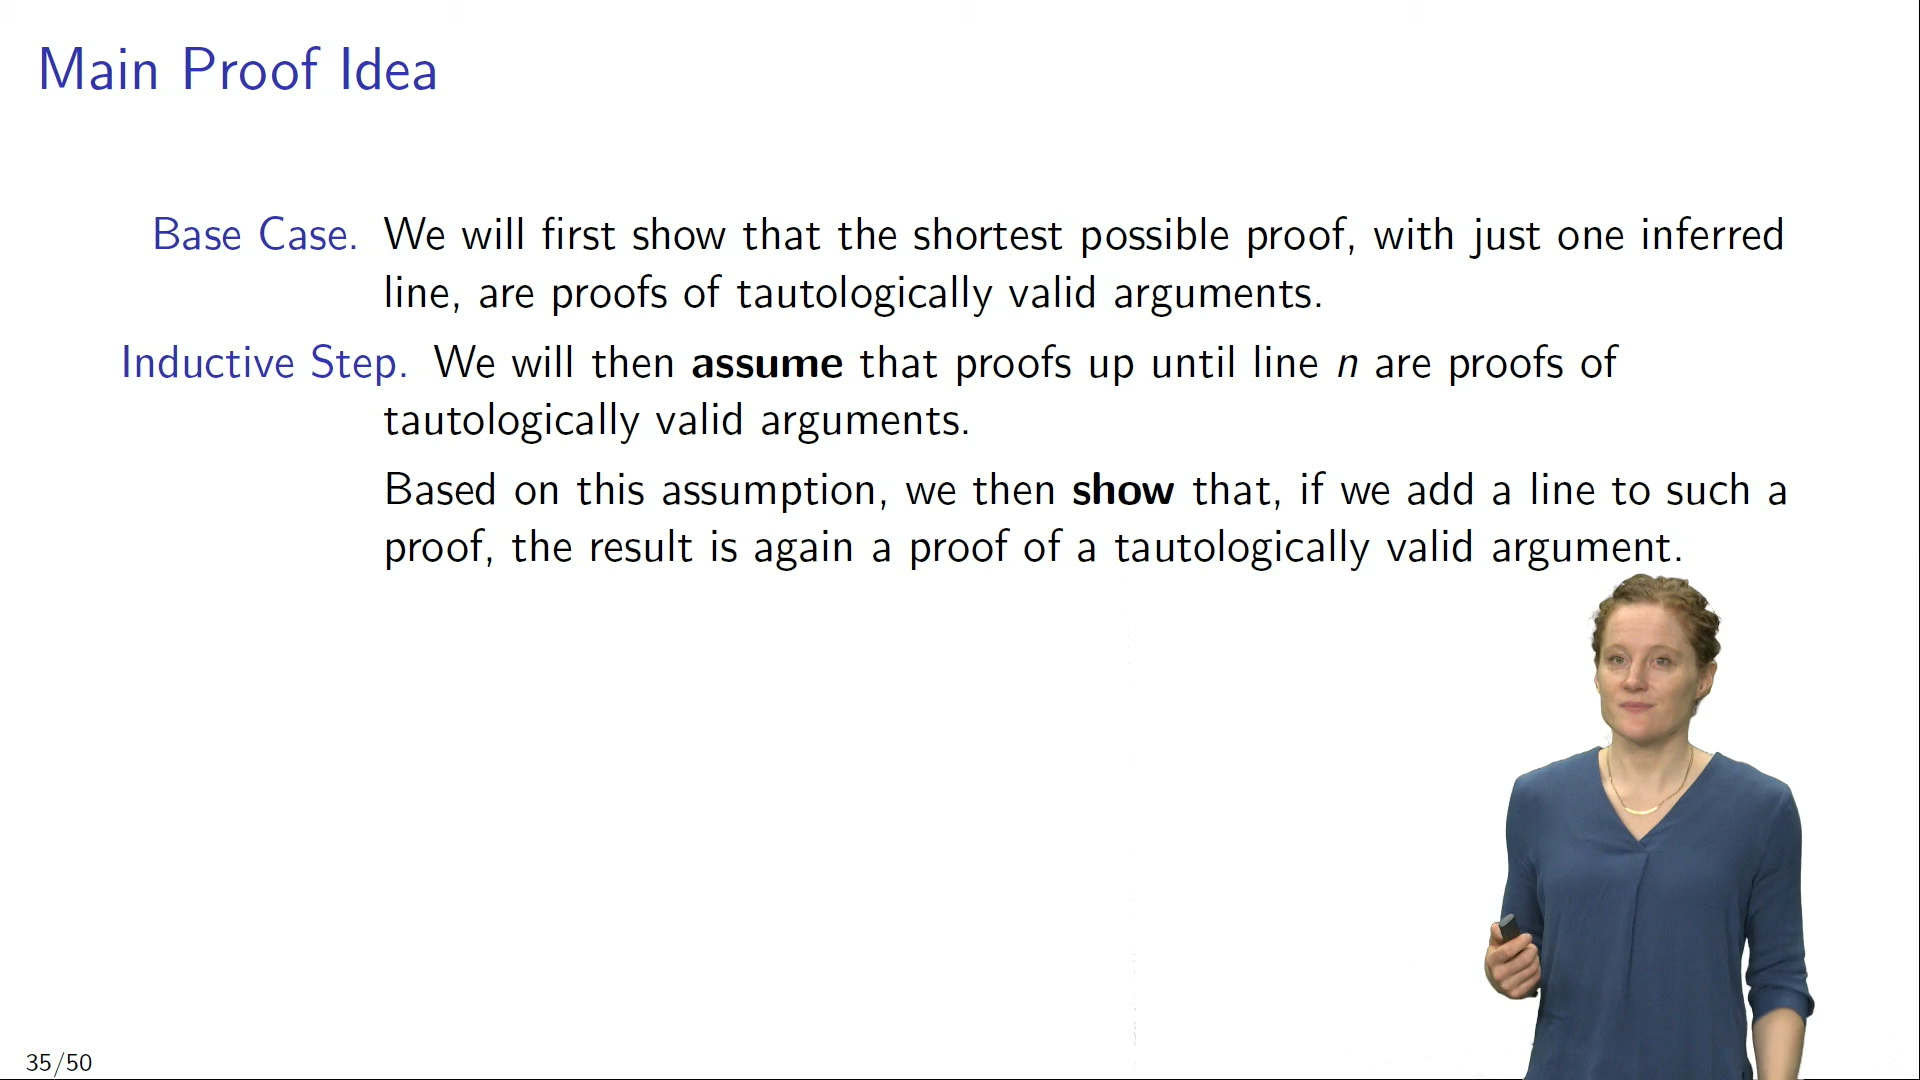 Main Proof Idea
Base Case. We will first show that the shortest possible proof, with just one inferred
line, are proofs of tautologically valid arguments.
Inductive Step. We will then assume that proofs up until line n are proofs of
tautologically valid arguments.
Based on this assumption, we then show that, if we add a line to such a
proof, the result is again a proof of a tautologically valid argument.
35/50